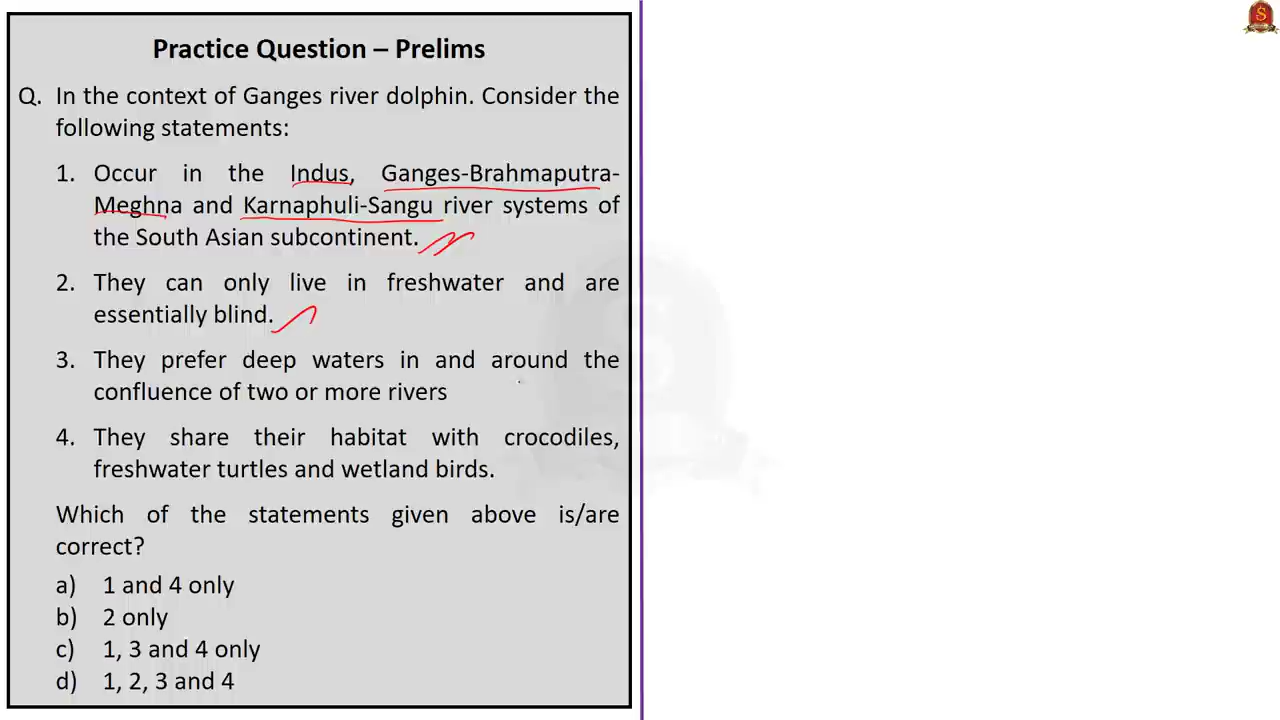 Practice Question – Prelims
Q. In the context of Ganges river dolphin. Consider the
following statements:
1. Occur in the Indus, Ganges-Brahmaputra-
Meghna and Karnaphuli-Sangu river systems of
the South Asian subcontinent.
2. They can only live in freshwater and are
essentially blind.
3. They prefer deep waters in and around the
confluence of two or more rivers
4. They share their habitat with crocodiles,
freshwater turtles and wetland birds.
Which of the statements given above is/are
correct?
a) 1 and 4 only
b) 2 only
c) 1, 3 and 4 only
d) 1, 2, 3 and 4
S